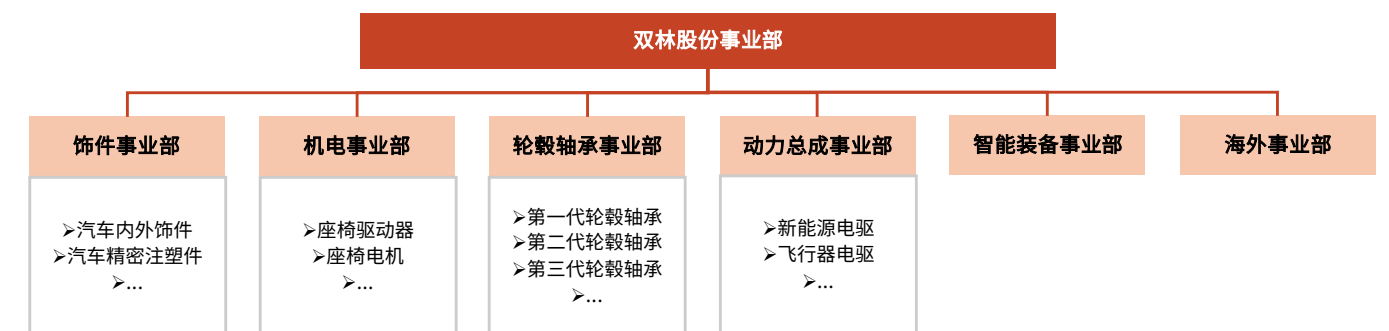 双林股份事业部
饰件事业部
机电事业部
轮毂轴承事业部
动力总成事业部
智能装备事业部
海外事业部
➢汽车内外饰件
➢汽车精密注塑件
➢...
➢座椅驱动器
➢座椅电机
➢...
➢第一代轮毂轴承
➢第二代轮毂轴承
➢第三代轮毂轴承
➢...
➢新能源电驱
➢飞行器电驱
➢...